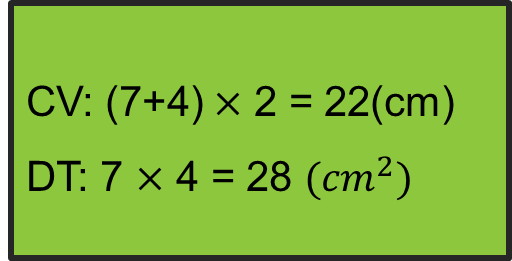 CV: (7+4) × 2 = 22(cm)
DT: 7 × 4 = 28 (cm²)